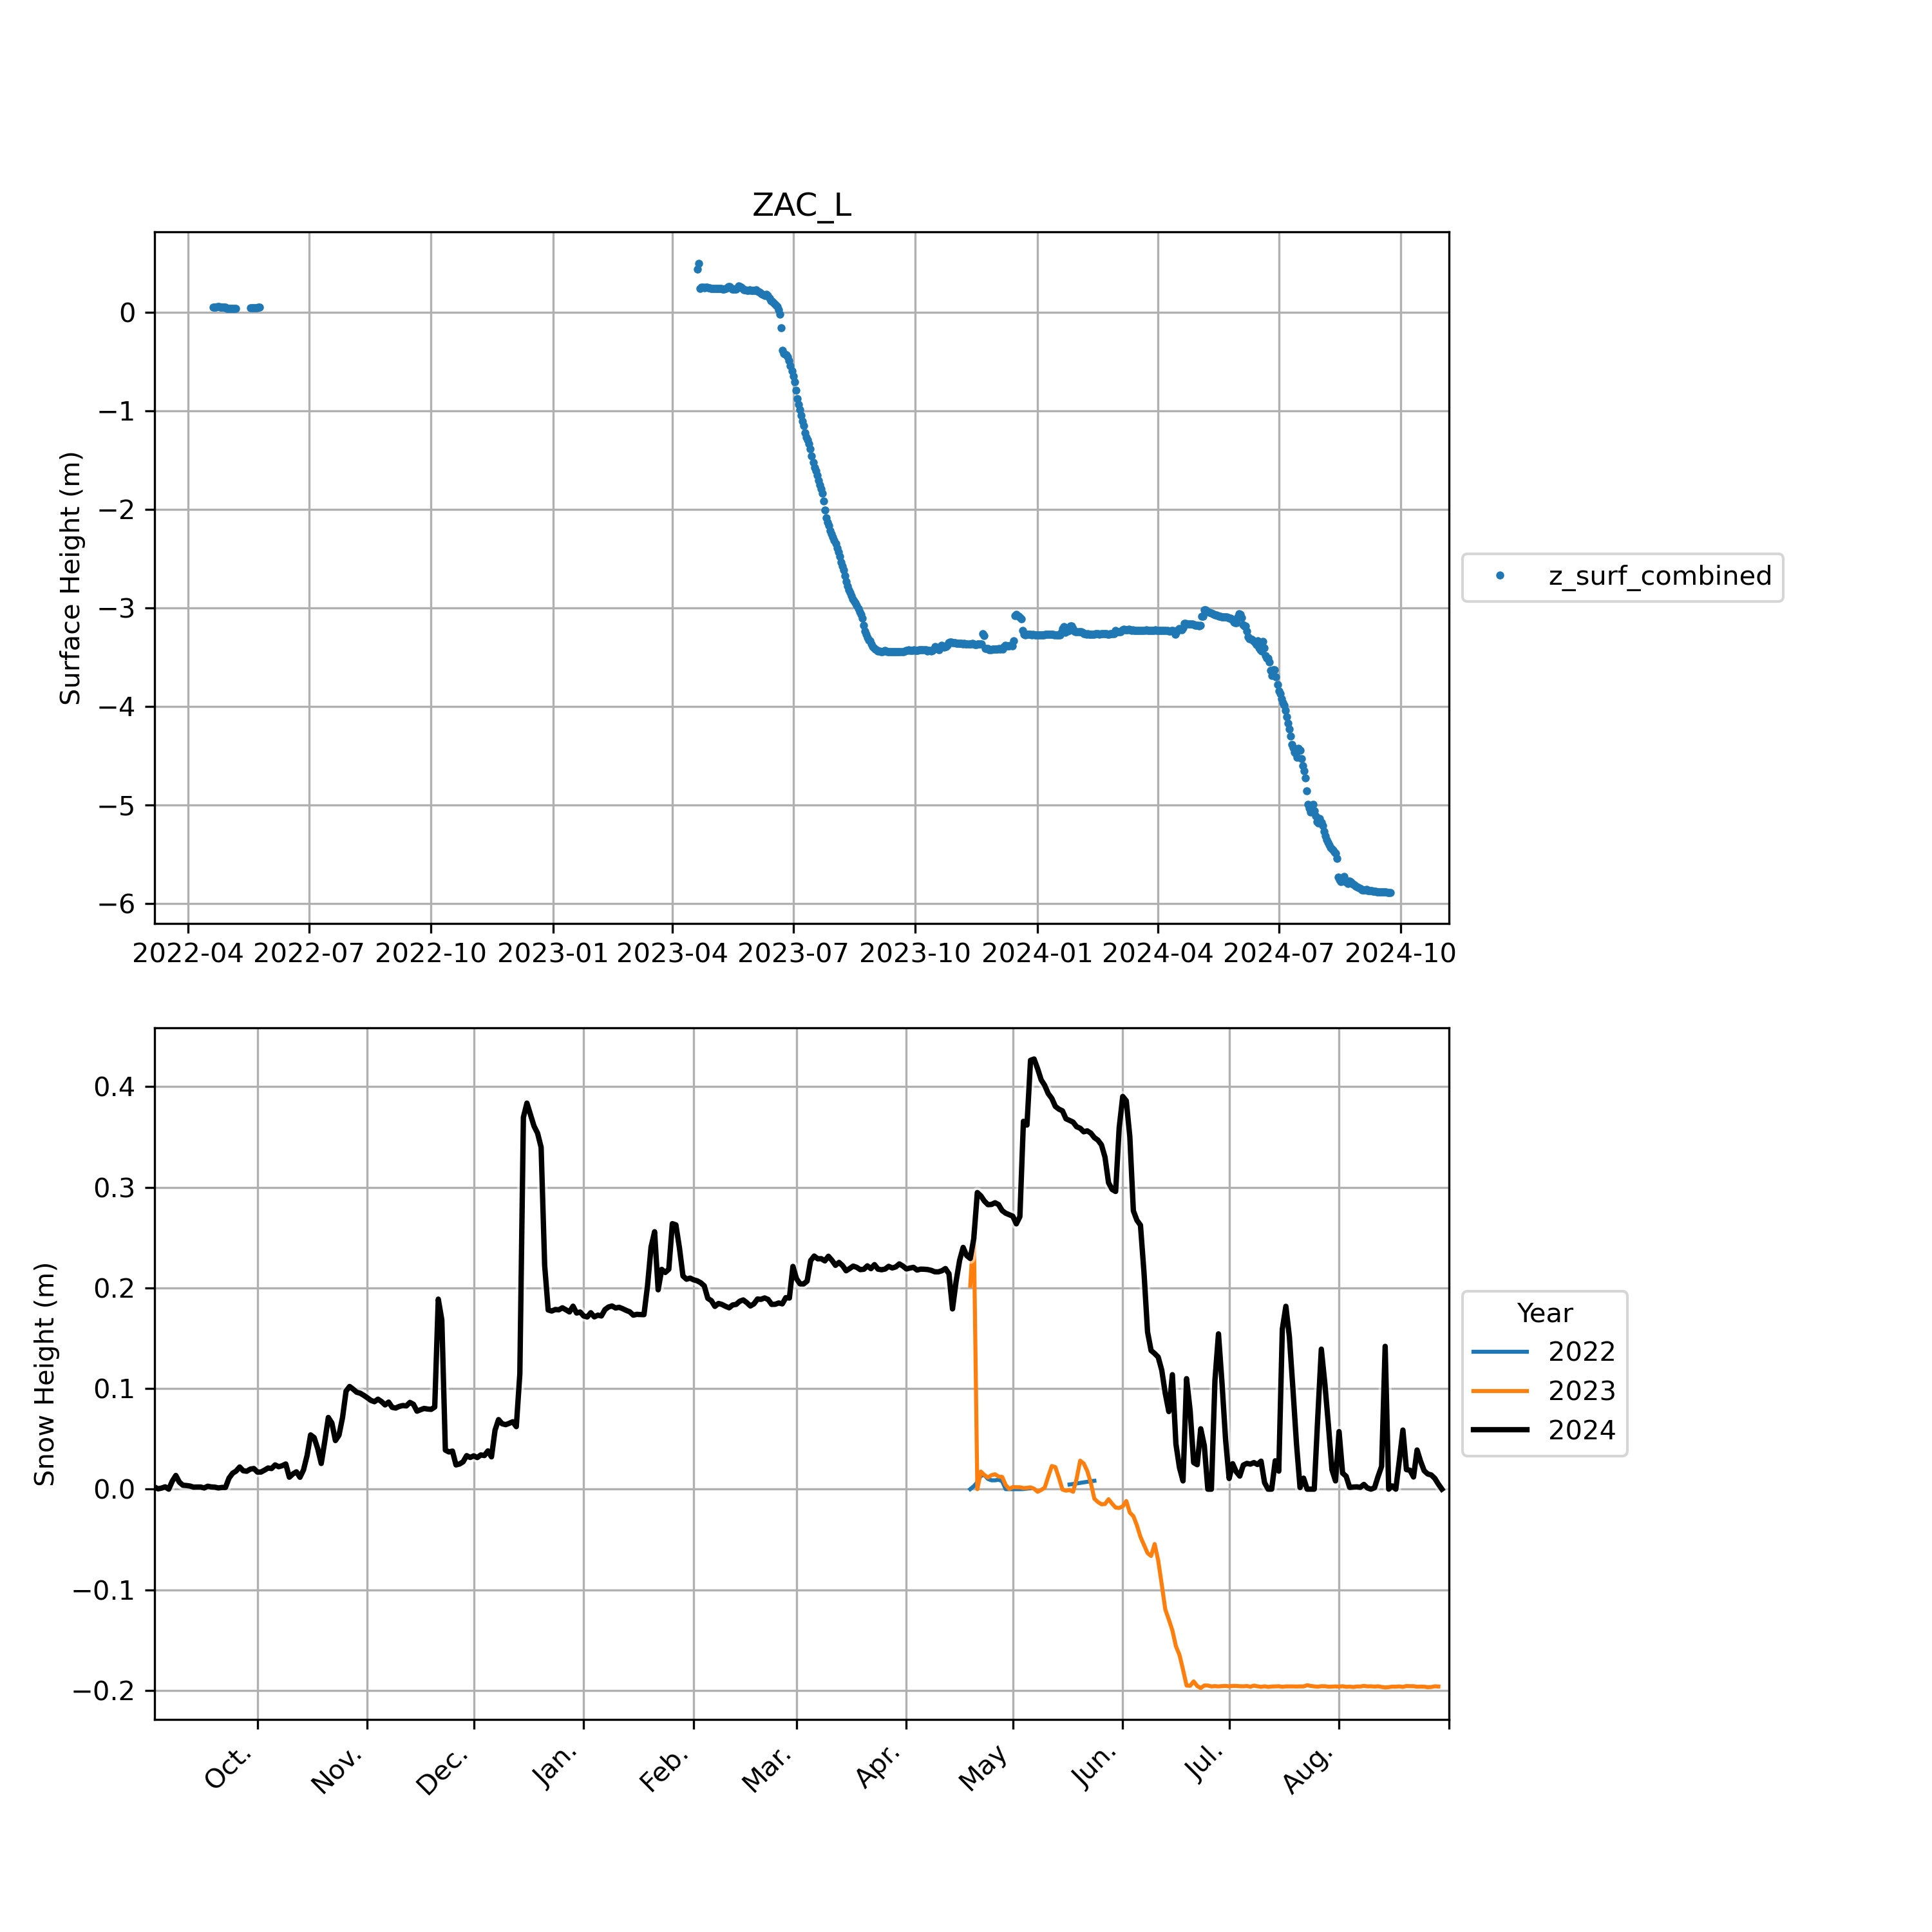 ZAC_L
Surface Height (m)
0
−1
−2
−3
−4
−5
−6
2022-04 2022-07 2022-10 2023-01 2023-04 2023-07 2023-10 2024-01 2024-04 2024-07 2024-10
z_surf_combined
Snow Height (m)
0.4
0.3
0.2
0.1
0.0
−0.1
−0.2
Oct. Nov. Dec. Jan. Feb. Mar. Apr. May Jun. Jul. Aug.
Year
2022
2023
2024